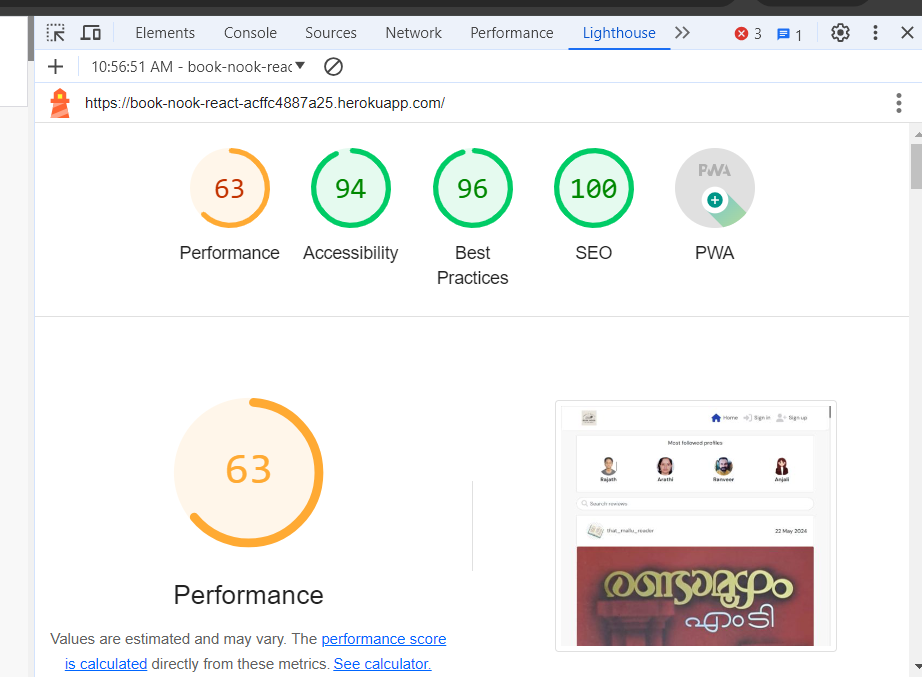 Elements Console Sources Network Performance Lighthouse 3 1
10:56:51 AM - book-nook-reac
https://book-nook-react-acffc4887a25.herokuapp.com/
63 94 96 100 PWA
Performance Accessibility Best Practices SEO PWA
63
Performance
Values are estimated and may vary. The performance score
is calculated directly from these metrics. See calculator.
Home Sign in Sign up
Most followed profiles
Rajath Arathi Ranveer Anjali
Search reviews
that_mallu_reader 22 May 2024
രണ്ടാമൂഴം
എം ടി